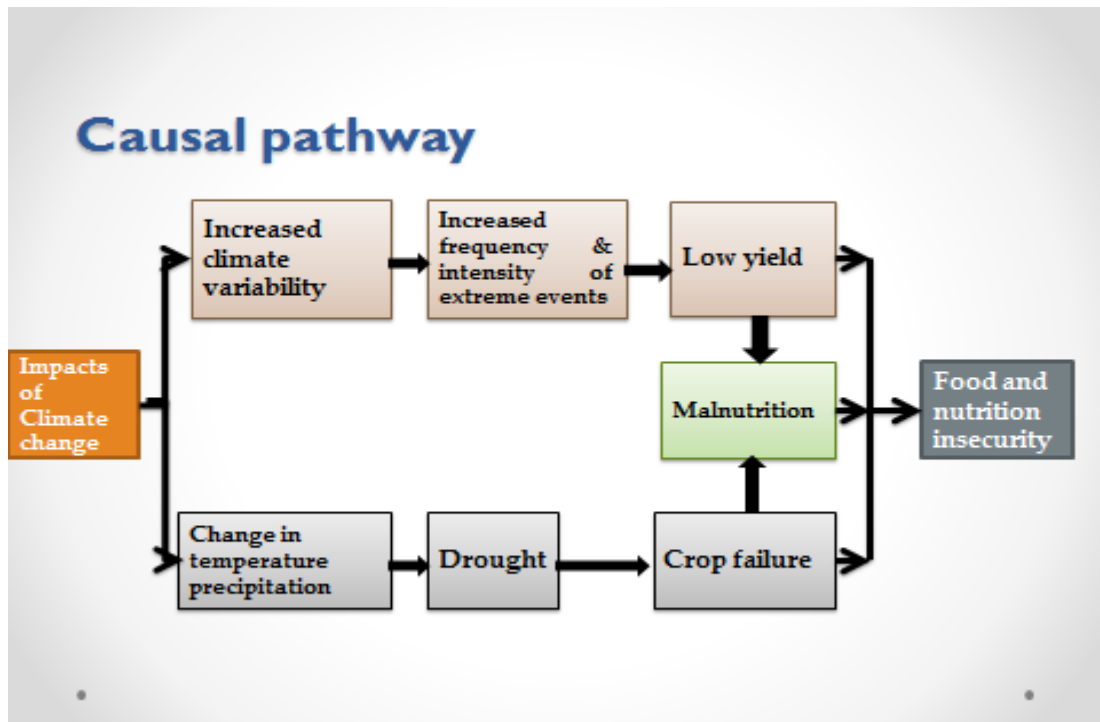 Causal pathway
Increased
climate
variability
Increased
frequency &
intensity of
extreme events
Low yield
Impacts
of
Climate
change
Malnutrition
Food and
nutrition
insecurity
Change in
temperature
precipitation
Drought
Crop failure